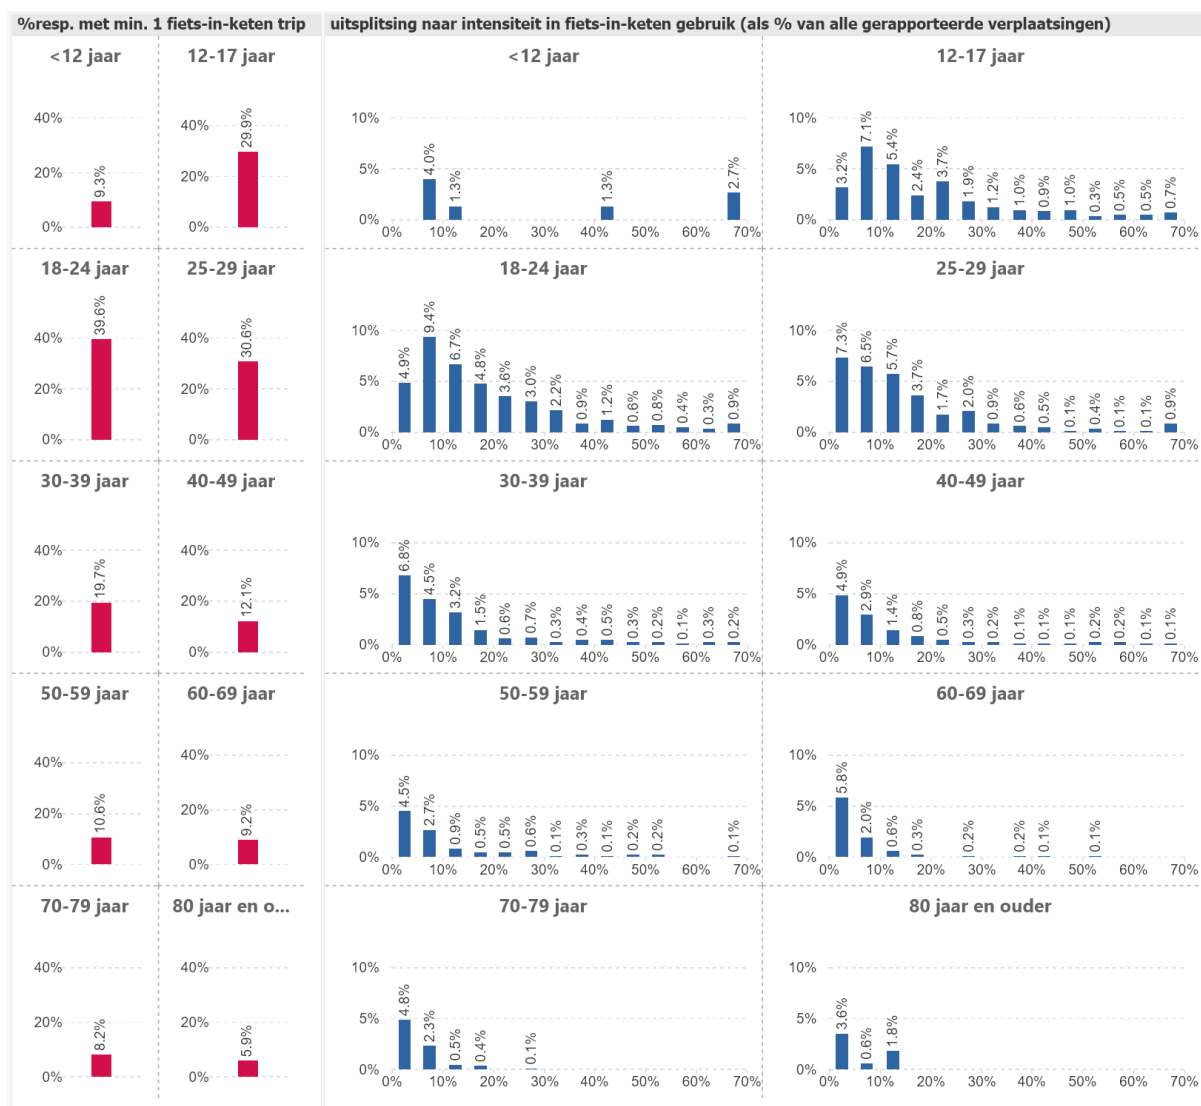 %resp. met min. 1 fiets-in-keten trip
uitsplitsing naar intensiteit in fiets-in-keten gebruik (als % van alle gerapporteerde verplaatsingen)
<12 jaar 12-17 jaar <12 jaar 12-17 jaar
40% 20% 0% 9.3%
40% 20% 0% 29.9%
10% 5% 0% 4.0% 1.3% 1.3% 2.7%
0% 10% 20% 30% 40% 50% 60% 70%
10% 5% 0% 3.2% 7.1% 5.4% 2.4% 3.7% 1.9% 1.2% 1.0% 0.9% 1.0% 0.3% 0.5% 0.5% 0.7%
0% 10% 20% 30% 40% 50% 60% 70%
18-24 jaar 25-29 jaar 18-24 jaar 25-29 jaar
40% 20% 0% 39.6%
40% 20% 0% 30.6%
10% 5% 0% 4.9% 9.4% 6.7% 4.8% 3.6% 3.0% 2.2% 0.9% 1.2% 0.6% 0.8% 0.4% 0.3% 0.9%
0% 10% 20% 30% 40% 50% 60% 70%
10% 5% 0% 7.3% 6.5% 5.7% 3.7% 1.7% 2.0% 0.9% 0.6% 0.5% 0.1% 0.4% 0.1% 0.1% 0.9%
0% 10% 20% 30% 40% 50% 60% 70%
30-39 jaar 40-49 jaar 30-39 jaar 40-49 jaar
40% 20% 0% 19.7%
40% 20% 0% 12.1%
10% 5% 0% 6.8% 4.5% 3.2% 1.5% 0.6% 0.7% 0.3% 0.4% 0.5% 0.3% 0.2% 0.1% 0.3% 0.2%
0% 10% 20% 30% 40% 50% 60% 70%
10% 5% 0% 4.9% 2.9% 1.4% 0.8% 0.5% 0.3% 0.2% 0.1% 0.1% 0.1% 0.2% 0.2% 0.1% 0.1%
0% 10% 20% 30% 40% 50% 60% 70%
50-59 jaar 60-69 jaar 50-59 jaar 60-69 jaar
40% 20% 0% 10.6%
40% 20% 0% 9.2%
10% 5% 0% 4.5% 2.7% 0.9% 0.5% 0.5% 0.6% 0.1% 0.3% 0.1% 0.2% 0.2% 0.1%
0% 10% 20% 30% 40% 50% 60% 70%
10% 5% 0% 5.8% 2.0% 0.6% 0.3% 0.2% 0.2% 0.1% 0.1%
0% 10% 20% 30% 40% 50% 60% 70%
70-79 jaar 80 jaar en o... 70-79 jaar 80 jaar en ouder
40% 20% 0% 8.2%
40% 20% 0% 5.9%
10% 5% 0% 4.8% 2.3% 0.5% 0.4% 0.1%
0% 10% 20% 30% 40% 50% 60% 70%
10% 5% 0% 3.6% 0.6% 1.8%
0% 10% 20% 30% 40% 50% 60% 70%